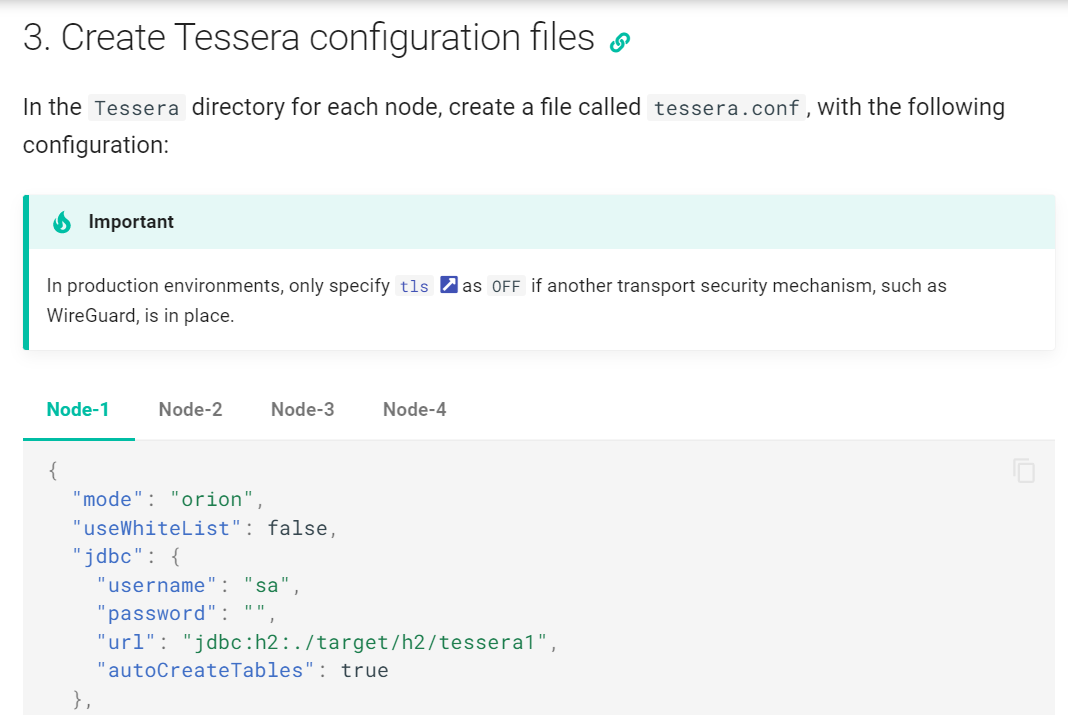 3. Create Tessera configuration files
In the Tessera directory for each node, create a file called tessera.conf, with the following
configuration:
Important
In production environments, only specify tls as OFF if another transport security mechanism, such as
WireGuard, is in place.
Node-1 Node-2 Node-3 Node-4
{
  "mode": "orion",
  "useWhiteList": false,
  "jdbc": {
    "username": "sa",
    "password": "",
    "url": "jdbc:h2:./target/h2/tessera1",
    "autoCreateTables": true
  },